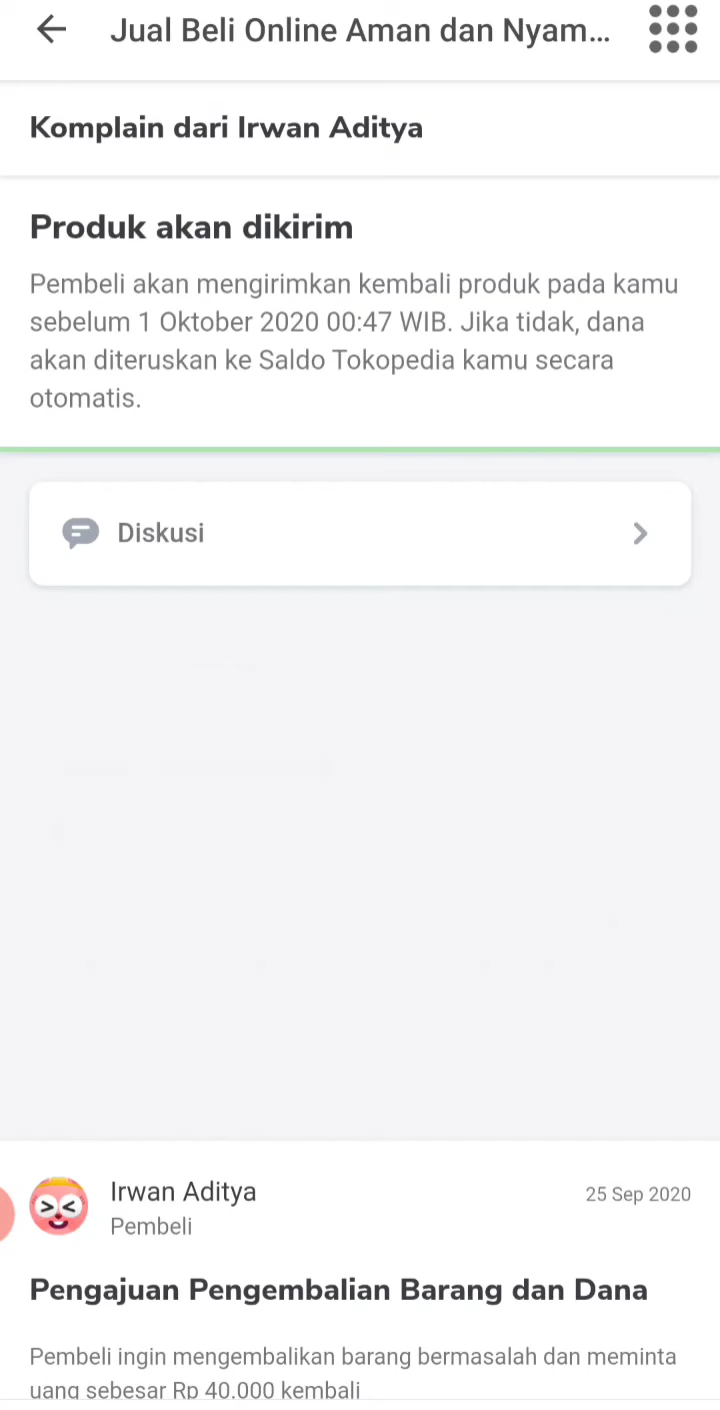 Jual Beli Online Aman dan Nyam...
Komplain dari Irwan Aditya
Produk akan dikirim
Pembeli akan mengirimkan kembali produk pada kamu
sebelum 1 Oktober 2020 00:47 WIB. Jika tidak, dana
akan diteruskan ke Saldo Tokopedia kamu secara
otomatis.
Diskusi
Irwan Aditya
25 Sep 2020
Pembeli
Pengajuan Pengembalian Barang dan Dana
Pembeli ingin mengembalikan barang bermasalah dan meminta
uang sebesar Rp 40.000 kembali